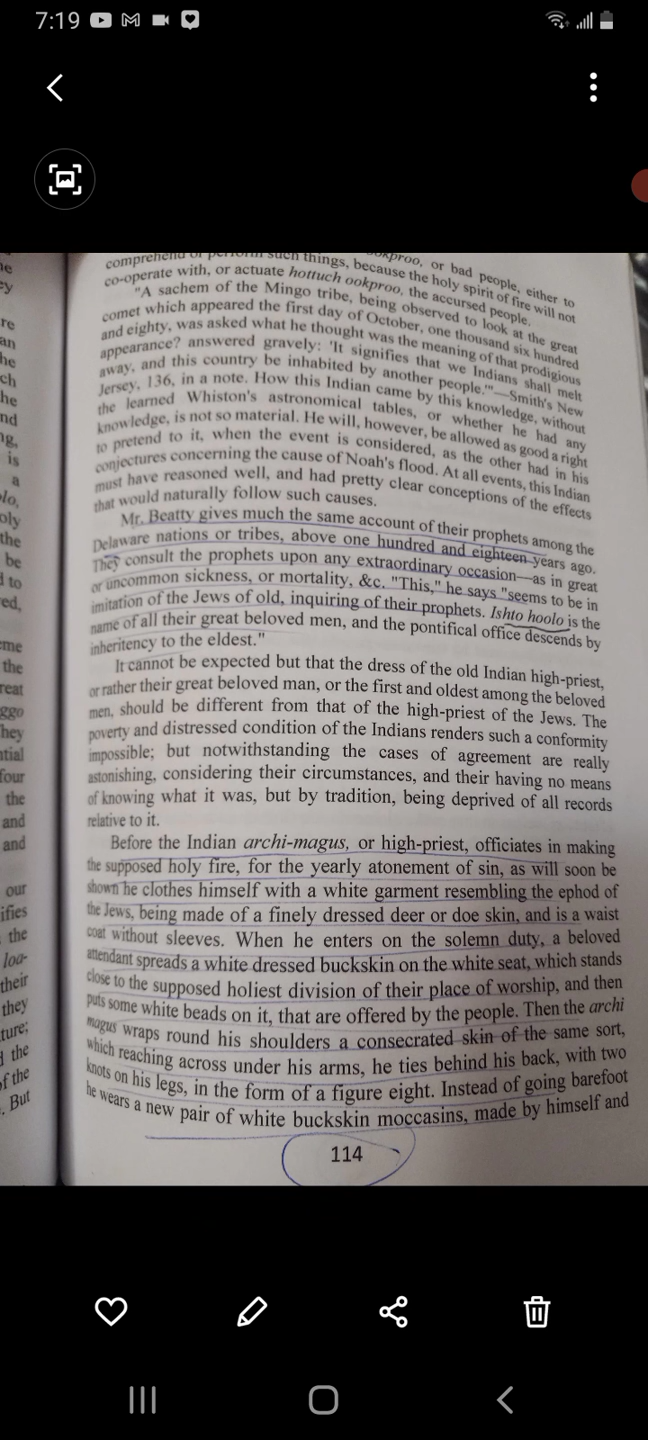 7:19
comprehend or perform such things, because the holy spirit of fire will not
ookproo, or bad people, either to
co-operate with, or actuate hottuch ookproo, the accursed people.
"A sachem of the Mingo tribe, being observed to look at the great
comet which appeared the first day of October, one thousand six hundred
and eighty, was asked what he thought was the meaning of that prodigious
appearance? answered gravely: 'It signifies that we Indians shall melt
away, and this country be inhabited by another people.'"—Smith's New
Jersey, 136, in a note. How this Indian came by this knowledge, without
the learned Whiston's astronomical tables, or whether he had any
knowledge, is not so material. He will, however, be allowed as good a right
to pretend to it, when the event is considered, as the other had in his
conjectures concerning the cause of Noah's flood. At all events, this Indian
must have reasoned well, and had pretty clear conceptions of the effects
that would naturally follow such causes.
Mr. Beatty gives much the same account of their prophets among the
Delaware nations or tribes, above one hundred and eighteen years ago.
They consult the prophets upon any extraordinary occasion—as in great
or uncommon sickness, or mortality, &c. "This," he says "seems to be in
imitation of the Jews of old, inquiring of their prophets. Ishto hoolo is the
name of all their great beloved men, and the pontifical office descends by
inheritency to the eldest."
It cannot be expected but that the dress of the old Indian high-priest,
or rather their great beloved man, or the first and oldest among the beloved
men, should be different from that of the high-priest of the Jews. The
poverty and distressed condition of the Indians renders such a conformity
impossible; but notwithstanding the cases of agreement are really
astonishing, considering their circumstances, and their having no means
of knowing what it was, but by tradition, being deprived of all records
relative to it.
Before the Indian archi-magus, or high-priest, officiates in making
the supposed holy fire, for the yearly atonement of sin, as will soon be
shown he clothes himself with a white garment resembling the ephod of
the Jews, being made of a finely dressed deer or doe skin, and is a waist
coat without sleeves. When he enters on the solemn duty, a beloved
attendant spreads a white dressed buckskin on the white seat, which stands
close to the supposed holiest division of their place of worship, and then
puts some white beads on it, that are offered by the people. Then the archi
magus wraps round his shoulders a consecrated skin of the same sort,
which reaching across under his arms, he ties behind his back, with two
knots on his legs, in the form of a figure eight. Instead of going barefoot
he wears a new pair of white buckskin moccasins, made by himself and
114